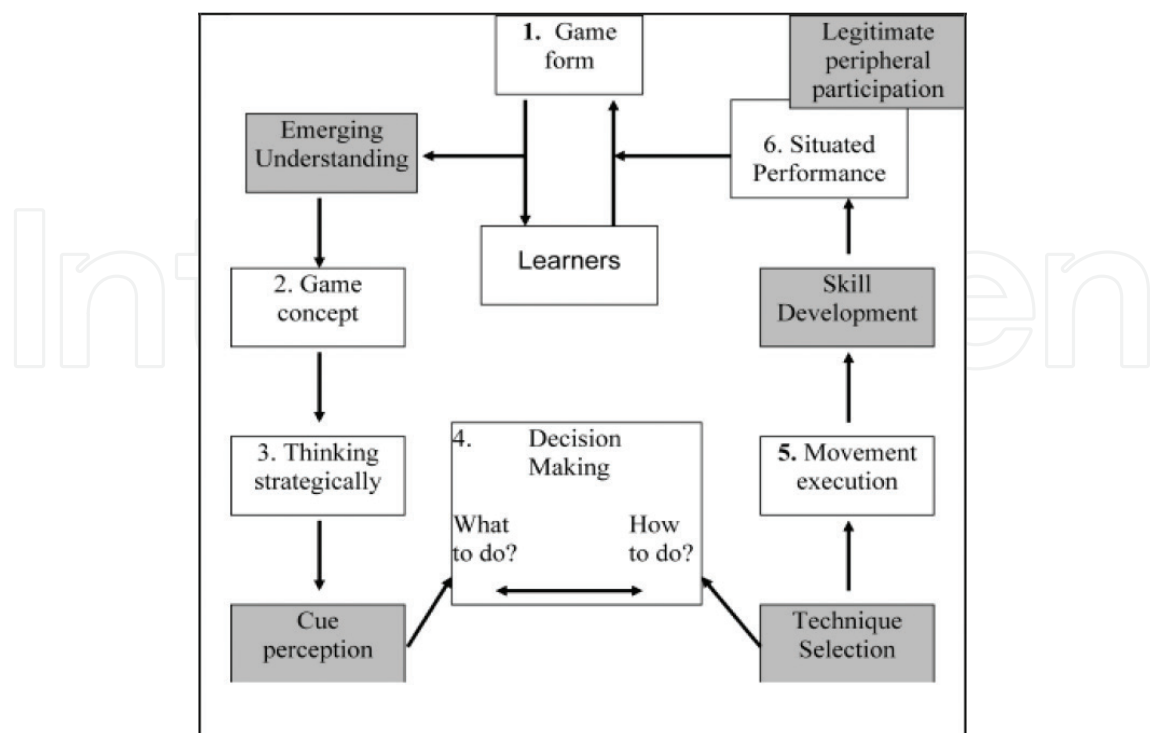 1. Game
form
Legitimate
peripheral
participation
Emerging
Understanding
6. Situated
Performance
Learners
2. Game
concept
Skill
Development
3. Thinking
strategically
4. Decision
Making
What
to do?
How
to do?
5. Movement
execution
Cue
perception
Technique
Selection